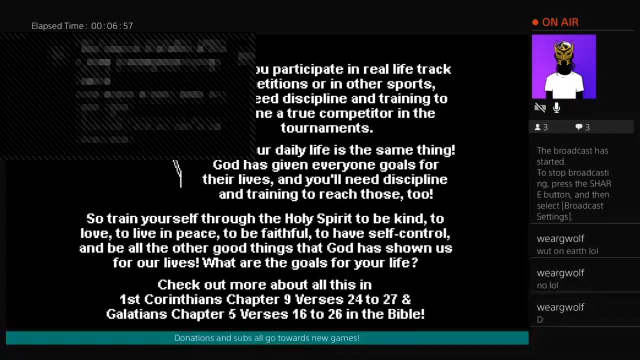 Elapsed Time : 00:06:57
ON AIR
participate in real life track
or in other sports,
discipline and training to
a true competitor in the
tournaments.
daily life is the same thing!
God has given everyone goals for
their lives, and you'll need discipline
and training to reach those, too!
So train yourself through the Holy Spirit to be kind, to
love, to live in peace, to be faithful, to have self-control,
and be all the other good things that God has shown us
for our lives! What are the goals for your life?
Check out more about all this in
1st Corinthians Chapter 9 Verses 24 to 27 &
Galatians Chapter 5 Verses 16 to 26 in the Bible!
Donations and subs all go towards new games!
3
3
The broadcast has
started.
To stop broadcasti
ng, press the SHAR
E button, and then
select [Broadcast
Settings].
weargwolf
wut on earth lol
weargwolf
no lol
weargwolf
D: